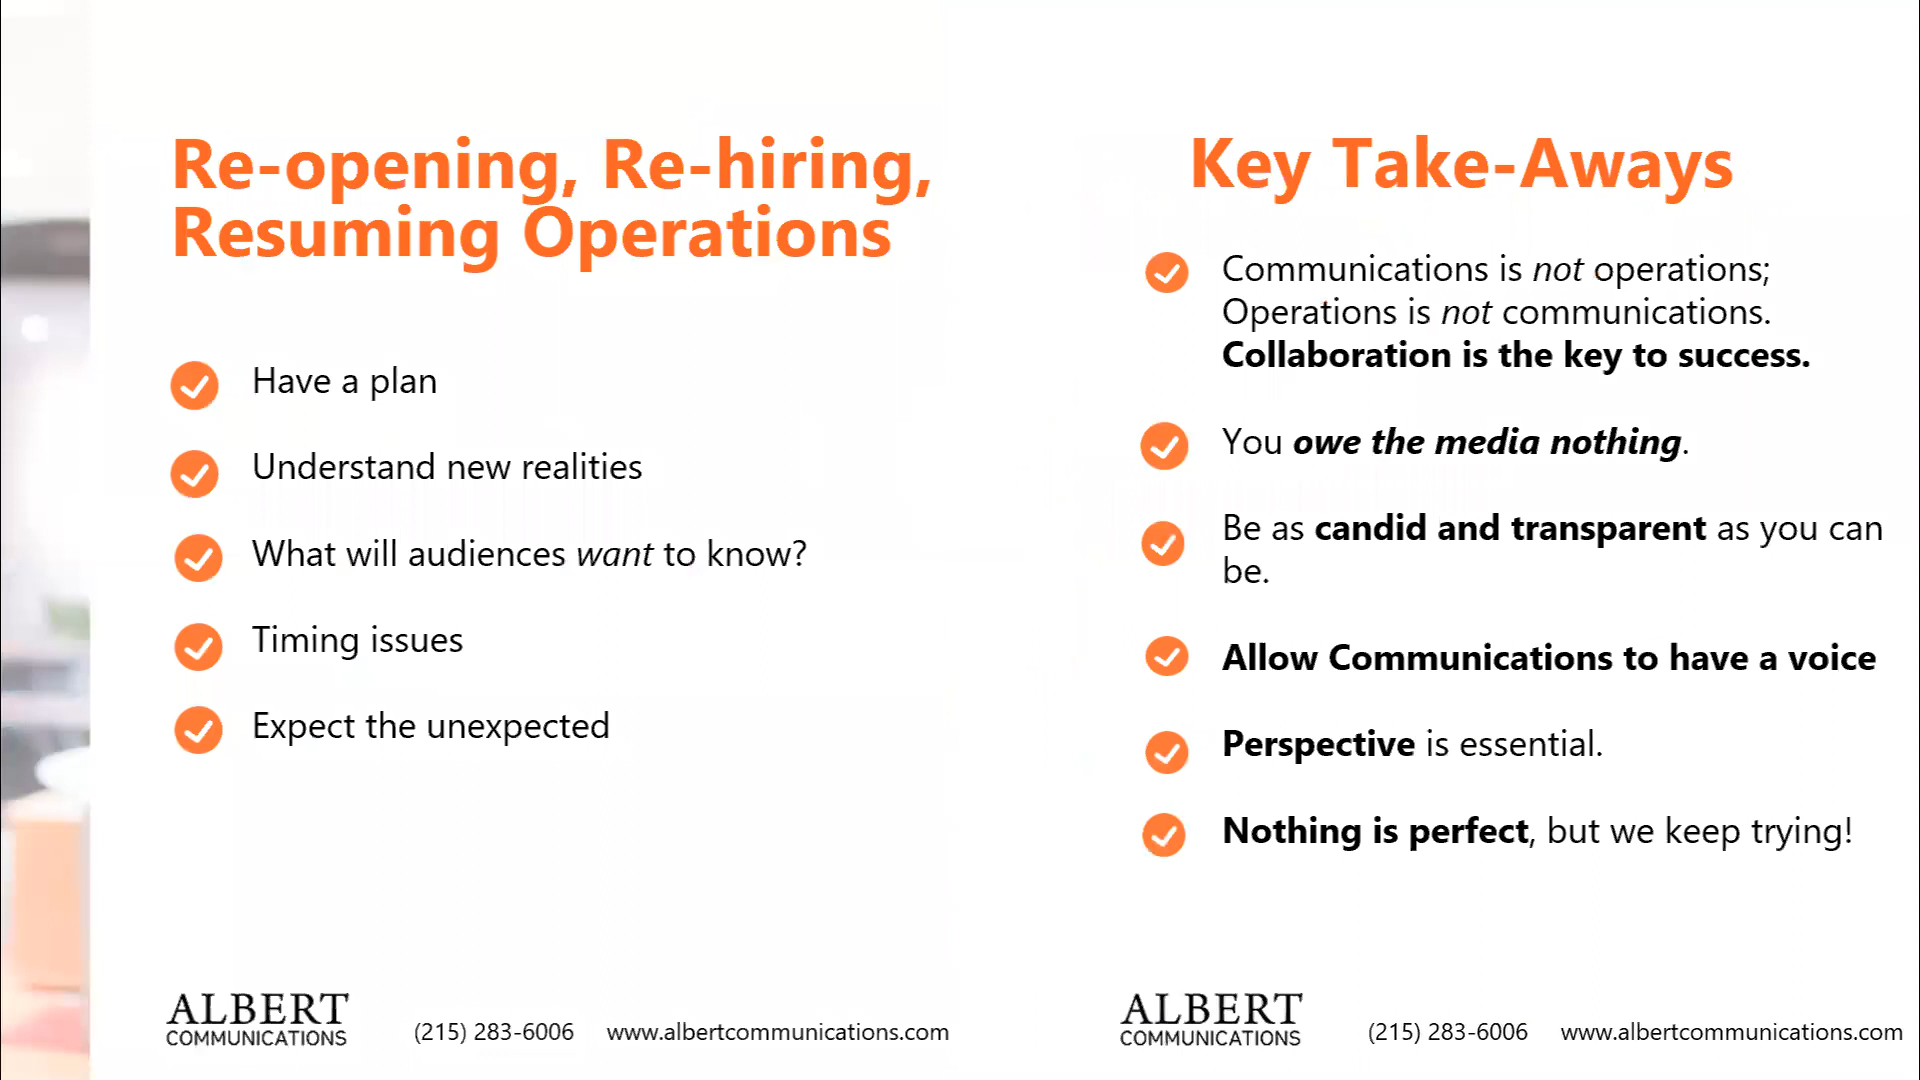 Re-opening, Re-hiring,
Resuming Operations
Have a plan
Understand new realities
What will audiences want to know?
Timing issues
Expect the unexpected
ALBERT
COMMUNICATIONS
(215) 283-6006 www.albertcommunications.com
Key Take-Aways
Communications is not operations;
Operations is not communications.
Collaboration is the key to success.
You owe the media nothing.
Be as candid and transparent as you can
be.
Allow Communications to have a voice
Perspective is essential.
Nothing is perfect, but we keep trying!
ALBERT
COMMUNICATIONS
(215) 283-6006 www.albertcommunications.com